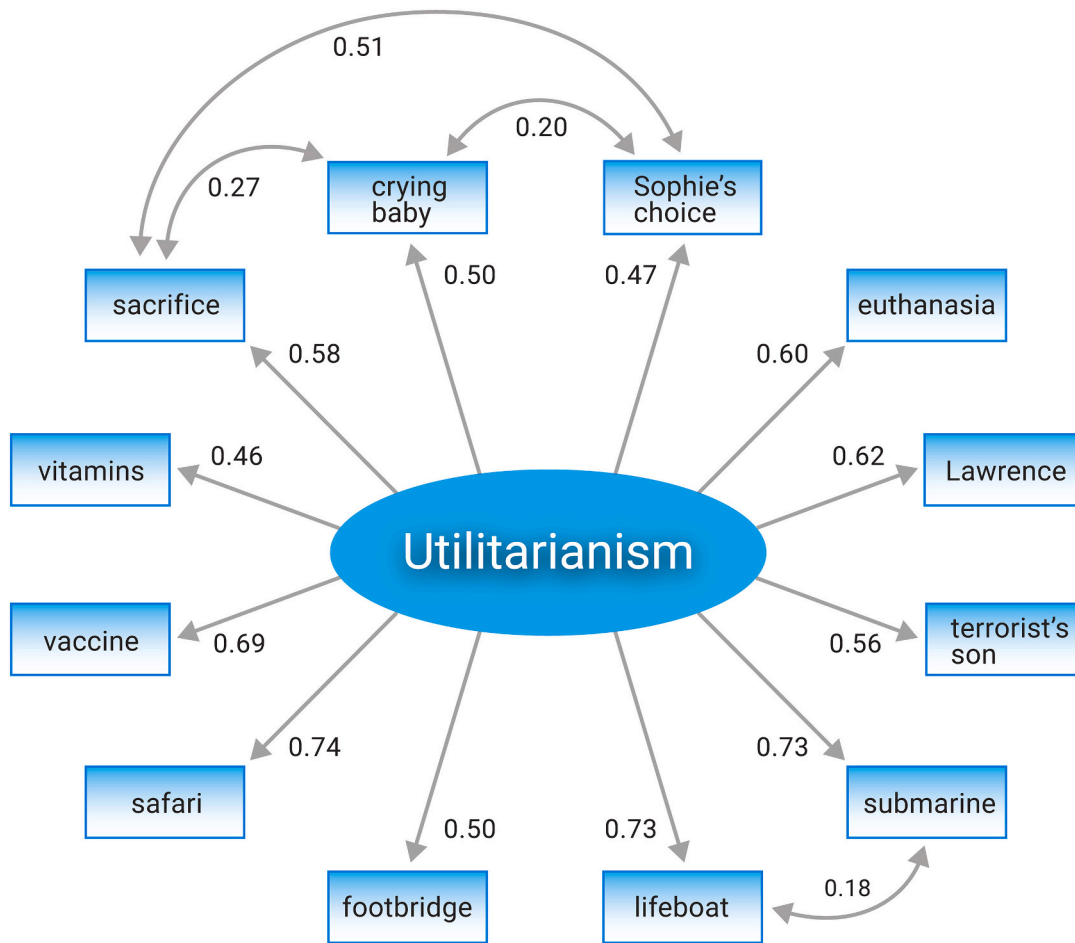 0.51
0.20
0.27
crying
baby
Sophie's
choice
sacrifice
0.50
0.47
euthanasia
0.58
0.60
vitamins
0.46
0.62
Lawrence
Utilitarianism
vaccine
0.69
0.56
terrorist's
son
safari
0.74
0.73
submarine
footbridge
0.50
0.73
lifeboat
0.18